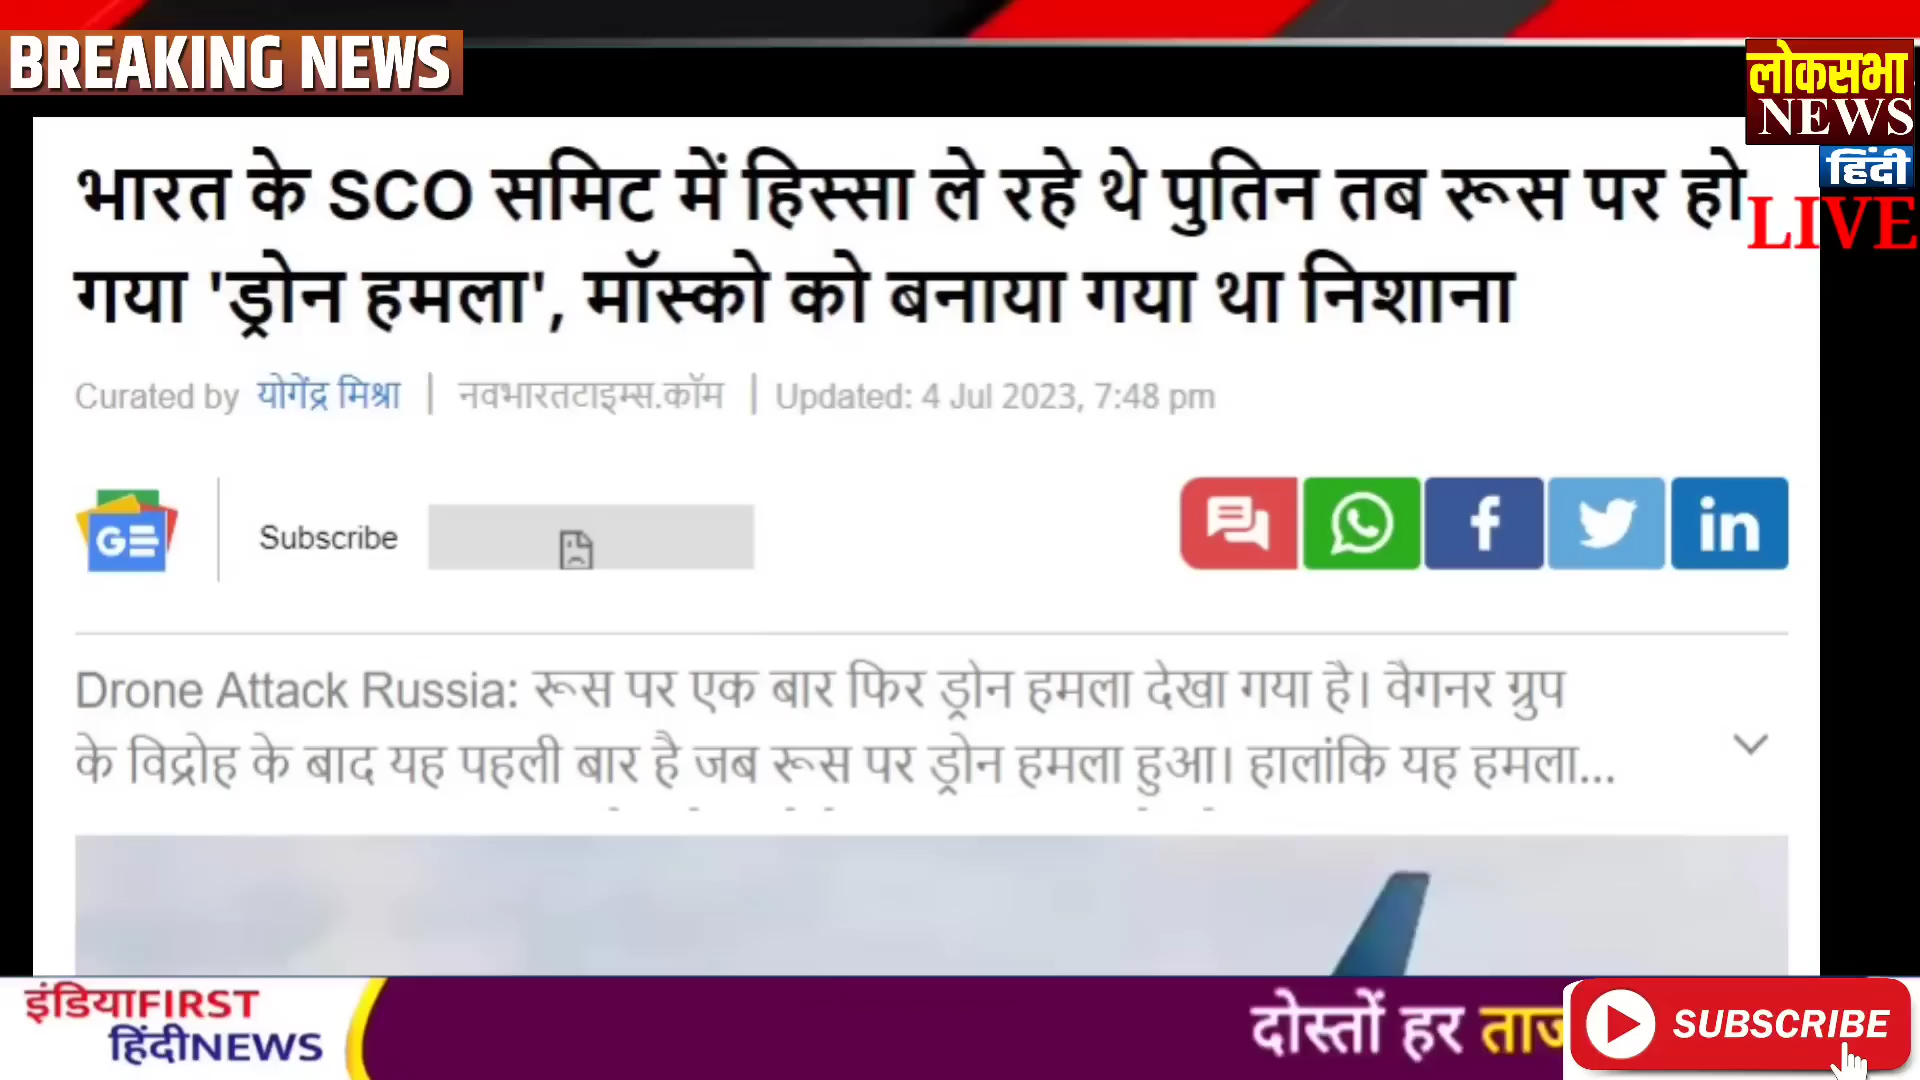 BREAKING NEWS
लोकसभा
NEWS
हिंदी
LIVE
भारत के SCO समिट में हिस्सा ले रहे थे पुतिन तब रूस पर हो
गया 'ड्रोन हमला', मॉस्को को बनाया गया था निशाना
Curated by योगेंद्र मिश्रा | नवभारतटाइम्स.कॉम | Updated: 4 Jul 2023, 7:48 pm
Subscribe
Drone Attack Russia: रूस पर एक बार फिर ड्रोन हमला देखा गया है। वैगनर ग्रुप
के विद्रोह के बाद यह पहली बार है जब रूस पर ड्रोन हमला हुआ। हालांकि यह हमला...
इंडियाFIRST
हिंदीNEWS
दोस्तों हर
SUBSCRIBE